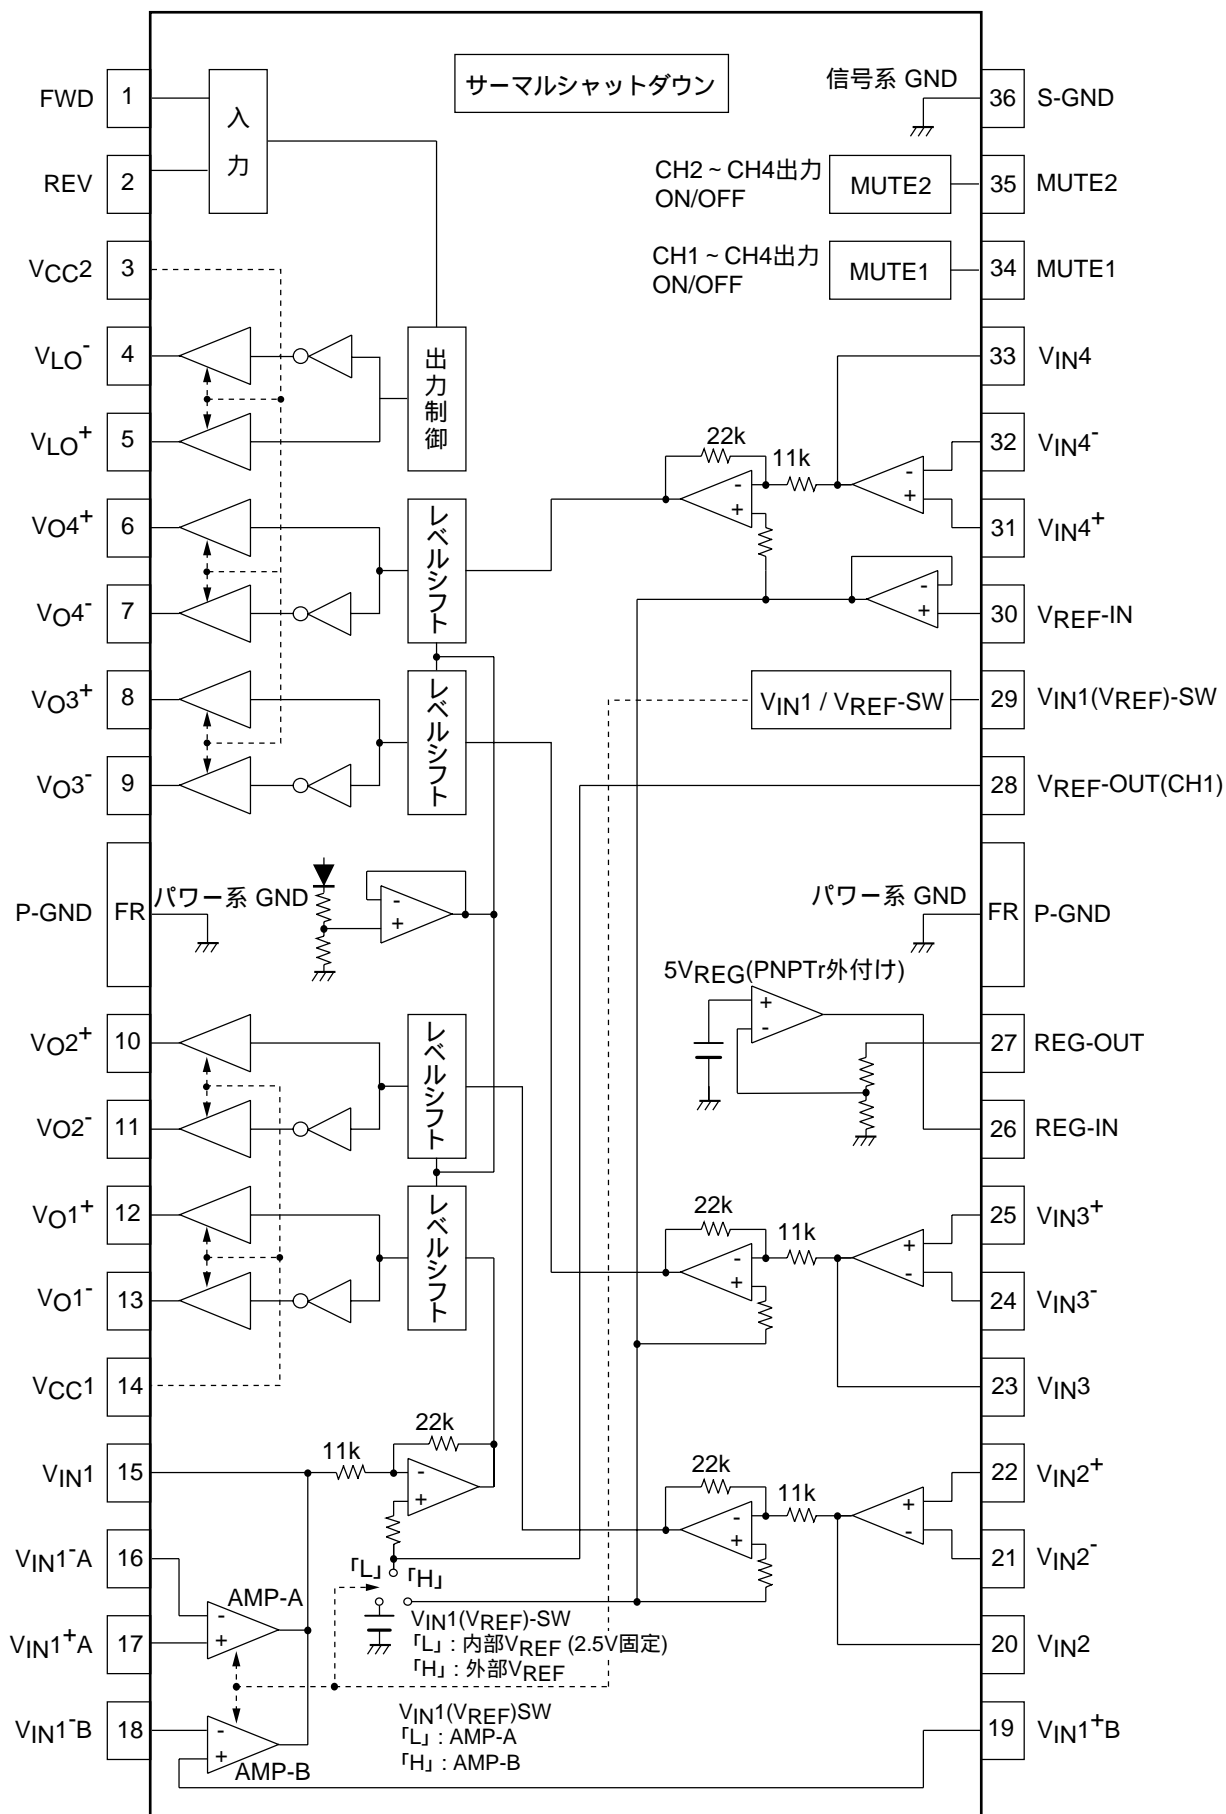 サーマルシャットダウン
信号系 GND
FWD
1
入力
36
S-GND
REV
2
CH2 ~ CH4出力
ON/OFF
MUTE2
35
MUTE2
VCC2
3
CH1 ~ CH4出力
ON/OFF
MUTE1
34
MUTE1
VLO-
4
出力制御
33
VIN4
VLO+
5
22k
11k
-
+
32
VIN4-
-
+
VO4+
6
レベルシフト
31
VIN4+
VO4-
7
-
+
30
VREF-IN
VO3+
8
レベルシフト
VIN1 / VREF-SW
29
VIN1(VREF)-SW
VO3-
9
28
VREF-OUT(CH1)
P-GND
FR
パワー系 GND
-
+
パワー系 GND
FR
P-GND
5VREG(PNPTr外付け)
+
-
VO2+
10
レベルシフト
27
REG-OUT
VO2-
11
26
REG-IN
VO1+
12
レベルシフト
22k
11k
-
+
+
-
25
VIN3+
VO1-
13
24
VIN3-
VCC1
14
23
VIN3
22k
11k
VIN1
15
-
+
22k
11k
-
+
+
-
22
VIN2+
VIN1-A
16
「L」
「H」
21
VIN2-
AMP-A
-
+
VIN1+A
17
VIN1(VREF)-SW
「L」: 内部VREF (2.5V固定)
「H」: 外部VREF
20
VIN2
VIN1-B
18
-
+
AMP-B
VIN1(VREF)SW
「L」: AMP-A
「H」: AMP-B
19
VIN1+B